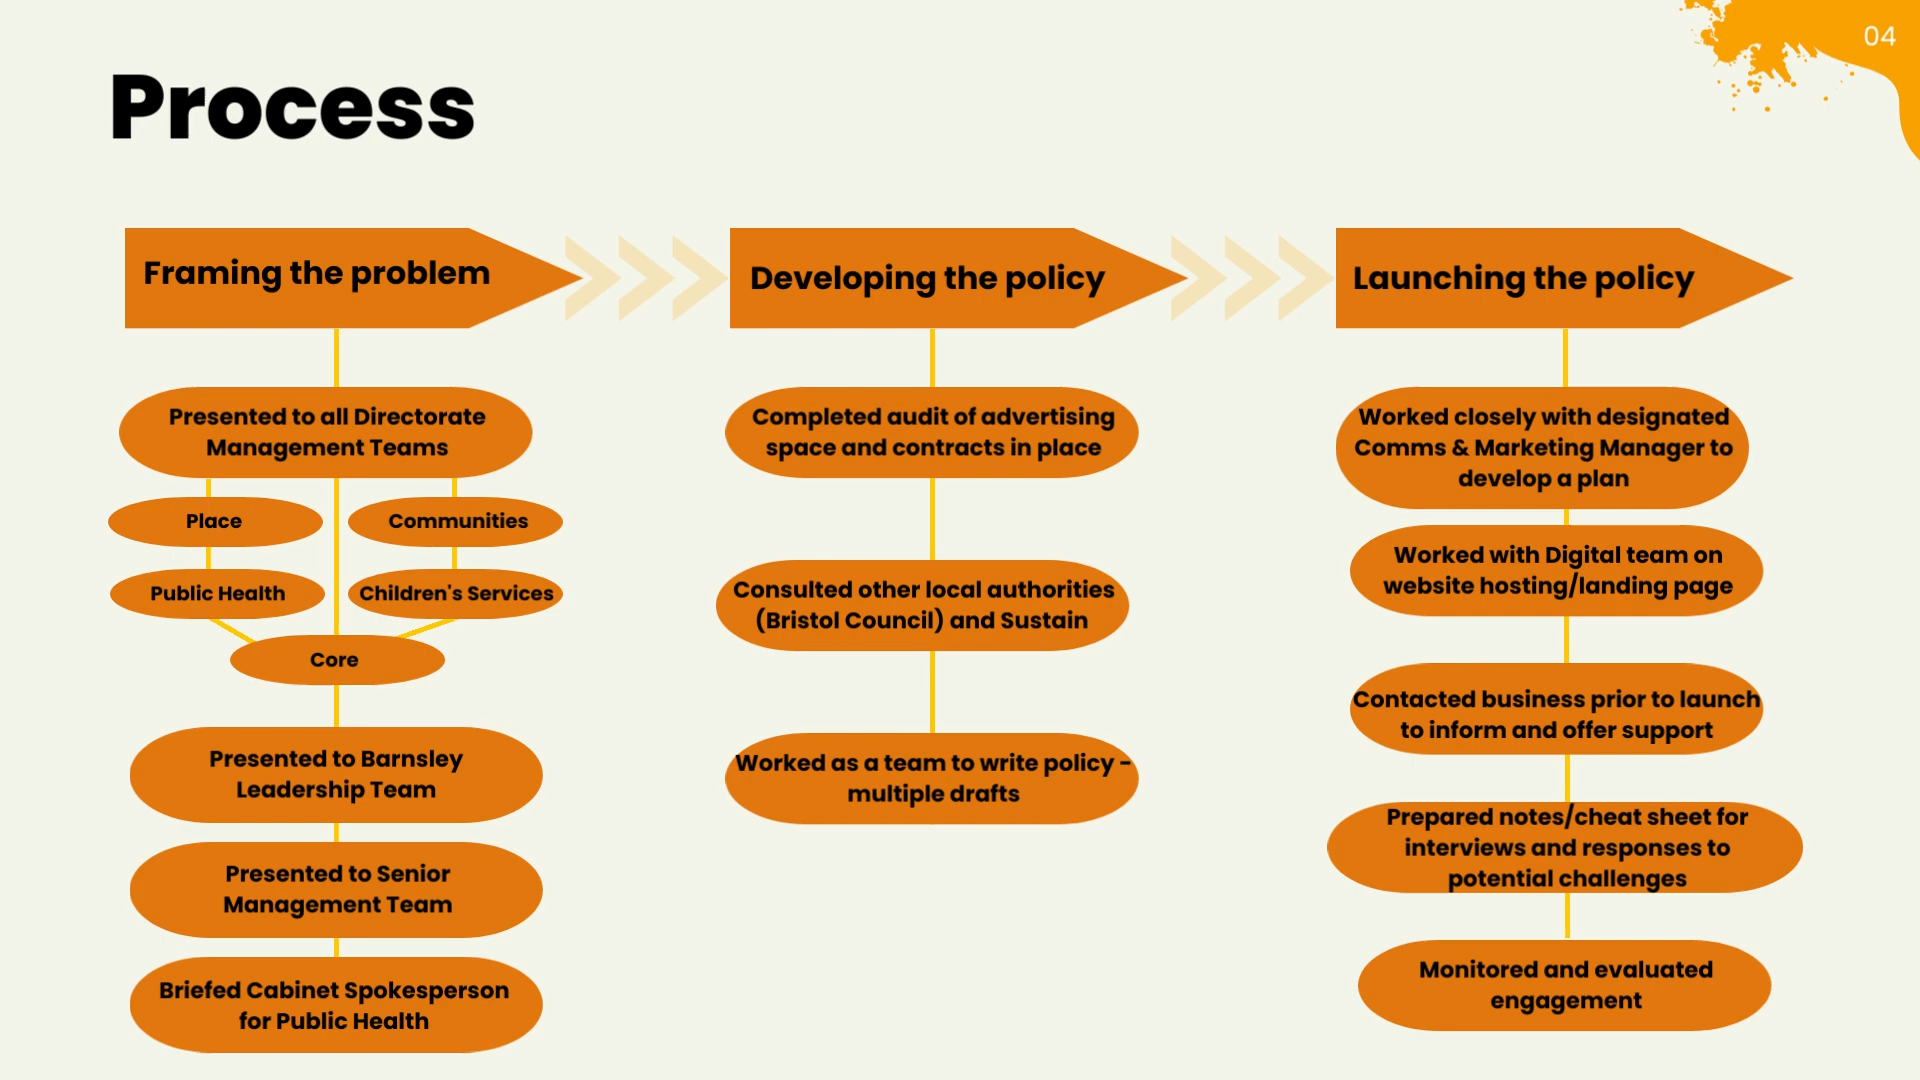 04
Process
Framing the problem
Presented to all Directorate
Management Teams
Place
Communities
Public Health
Children's Services
Core
Presented to Barnsley
Leadership Team
Presented to Senior
Management Team
Briefed Cabinet Spokesperson
for Public Health
Developing the policy
Completed audit of advertising
space and contracts in place
Consulted other local authorities
(Bristol Council) and Sustain
Worked as a team to write policy -
multiple drafts
Launching the policy
Worked closely with designated
Comms & Marketing Manager to
develop a plan
Worked with Digital team on
website hosting/landing page
Contacted business prior to launch
to inform and offer support
Prepared notes/cheat sheet for
interviews and responses to
potential challenges
Monitored and evaluated
engagement